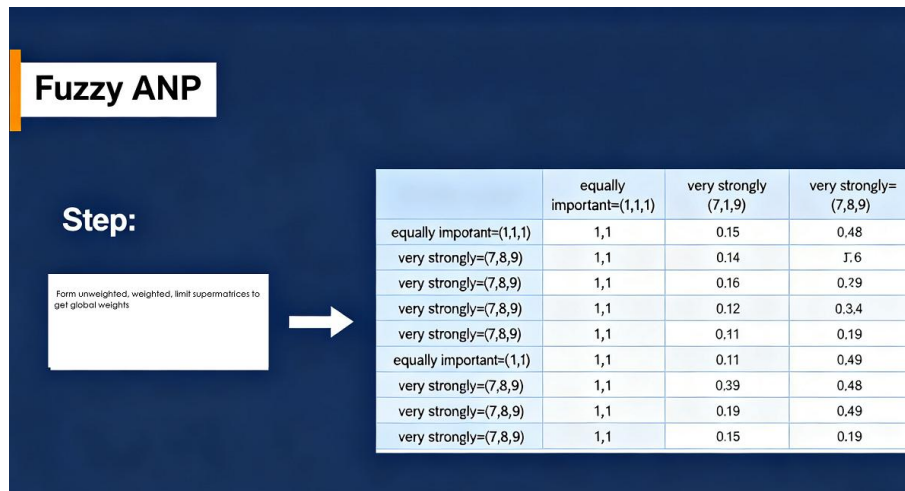 Fuzzy ANP
Step:
Form unweighted, weighted, limit supermatrices to
get global weights
equally
important=(1,1,1)
very strongly
(7,1,9)
very strongly=
(7,8,9)
equally imporant=(1,1,1) 1,1 0.15 0,48
very strongly=(7,8,9) 1,1 0.14
very strongly=(7,8,9) 1,1 0.16 0.29
very strongly=(7,8,9) 1,1 0.12 0.3.4
very strongly=(7,8,9) 1,1 0,11 0.19
equally important=(1,1) 1,1 0.11 0.49
very strongly=(7,8,9) 1,1 0.39 0.48
very strongly=(7,8,9) 1,1 0.19 0.49
very strongly=(7,8,9) 1,1 0.15 0.19